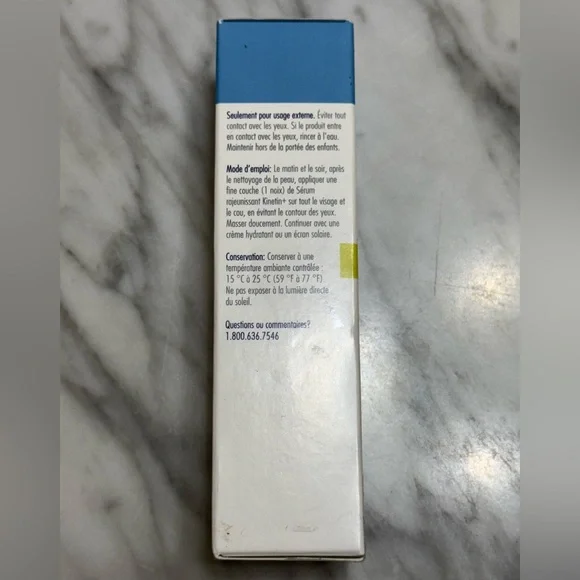 Seulement pour usage externe. Éviter tout
contact avec les yeux. Si le produit entre
en contact avec les yeux, rincer à l'eau.
Maintenir hors de la portée des enfants.
Mode d'emploi: Le matin et le soir, après
le nettoyage de la peau, appliquer une
fine couche (1 noix) de Sérum
rajeunissant Kinetin+ sur tout le visage et
le cou, en évitant le contour des yeux.
Masser doucement. Continuer avec une
crème hydratant ou un écran solaire.
Conservation: Conserver à une
température ambiante contrôlée :
15 °C à 25 °C (59 °F à 77 °F).
Ne pas exposer à la lumière directe
du soleil.
Questions ou commentaires?
1.800.636.7546